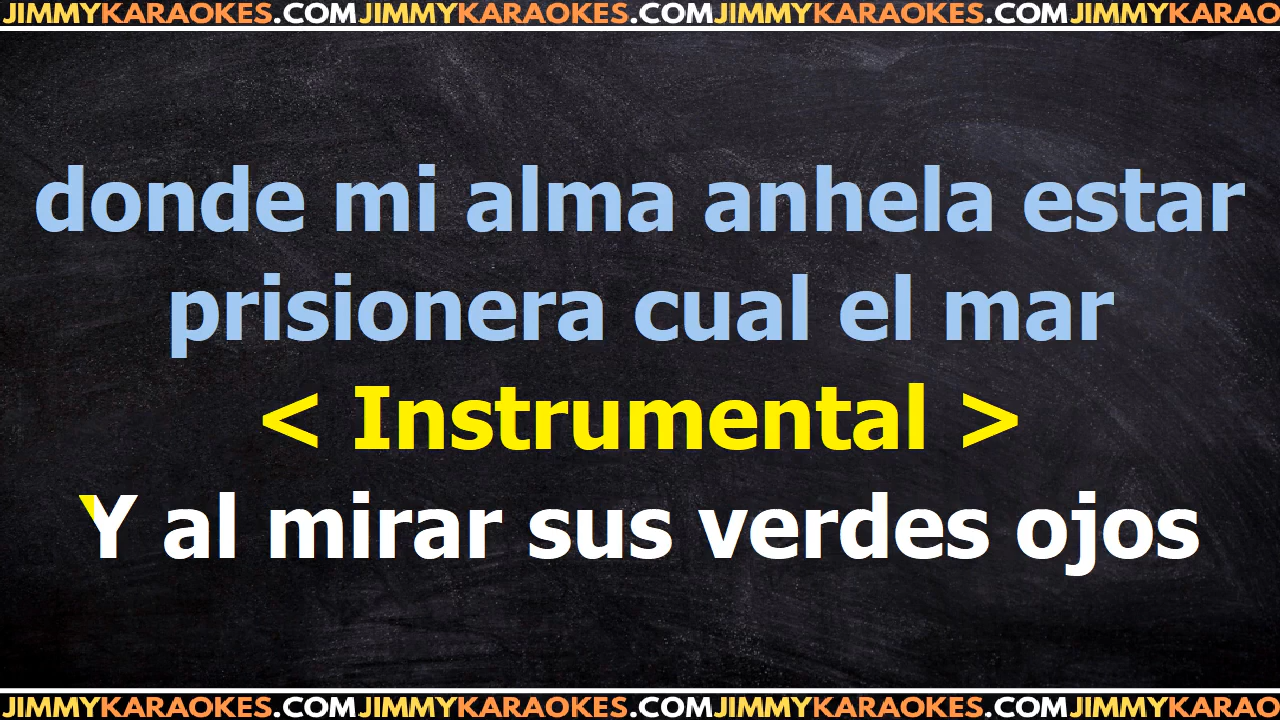 JIMMYKARAOKES.COMJIMMYKARAOKES.COMJIMMYKARAOKES.COMJIMMYKARAO
donde mi alma anhela estar
prisionera cual el mar
< Instrumental >
Y al mirar sus verdes ojos
JIMMYKARAOKES.COMJIMMYKARAOKES.COMJIMMYKARAOKES.COMJIMMYKARAO